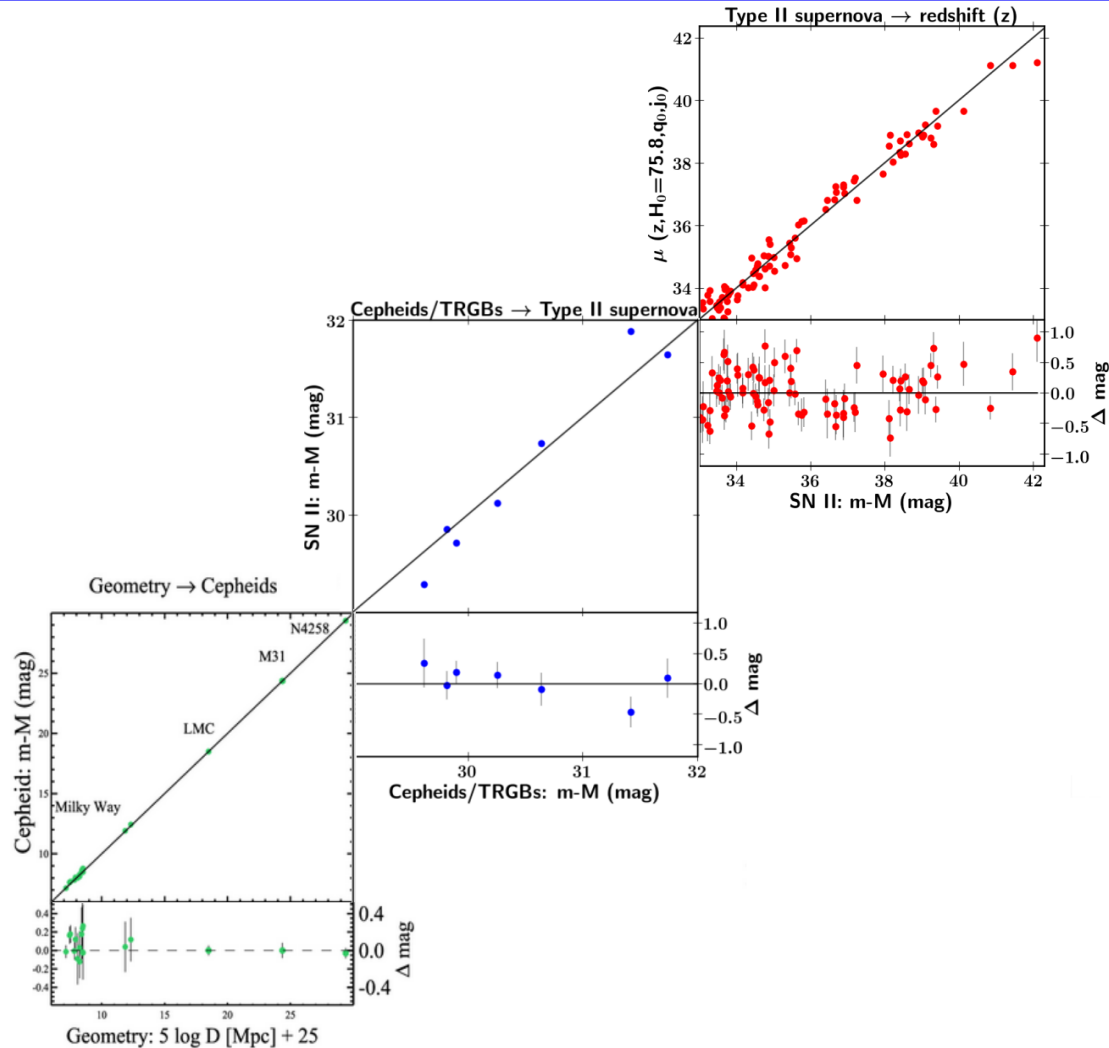 Type II supernova → redshift (z)
42
40
38
36
34
μ (z,H₀=75.8,q₀,j₀)
1.0
0.5
0.0
−0.5
−1.0
Δ mag
34 36 38 40 42
SN II: m-M (mag)
Cepheids/TRGBs → Type II supernova
32
31
30
SN II: m-M (mag)
1.0
0.5
0.0
−0.5
−1.0
Δ mag
30 31 32
Cepheids/TRGBs: m-M (mag)
Geometry → Cepheids
N4258
M31
LMC
Milky Way
25
20
15
10
Cepheid: m-M (mag)
0.4 0.4
0.2
0.0 0.0
-0.2
-0.4 -0.4
Δ mag
10 15 20 25
Geometry: 5 log D [Mpc] + 25